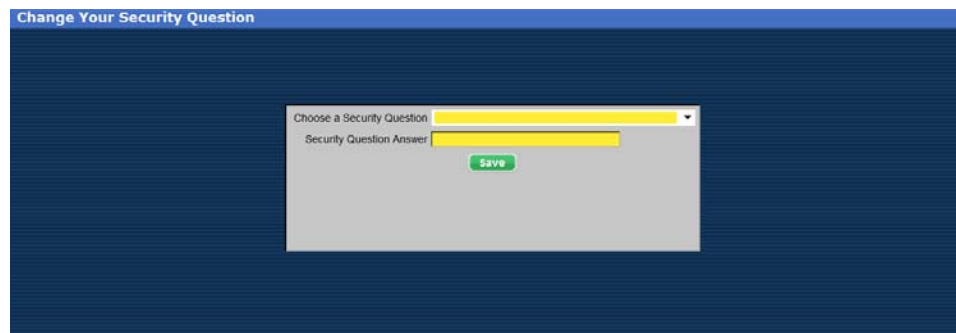 Change Your Security Question
Choose a Security Question
Security Question Answer
Save